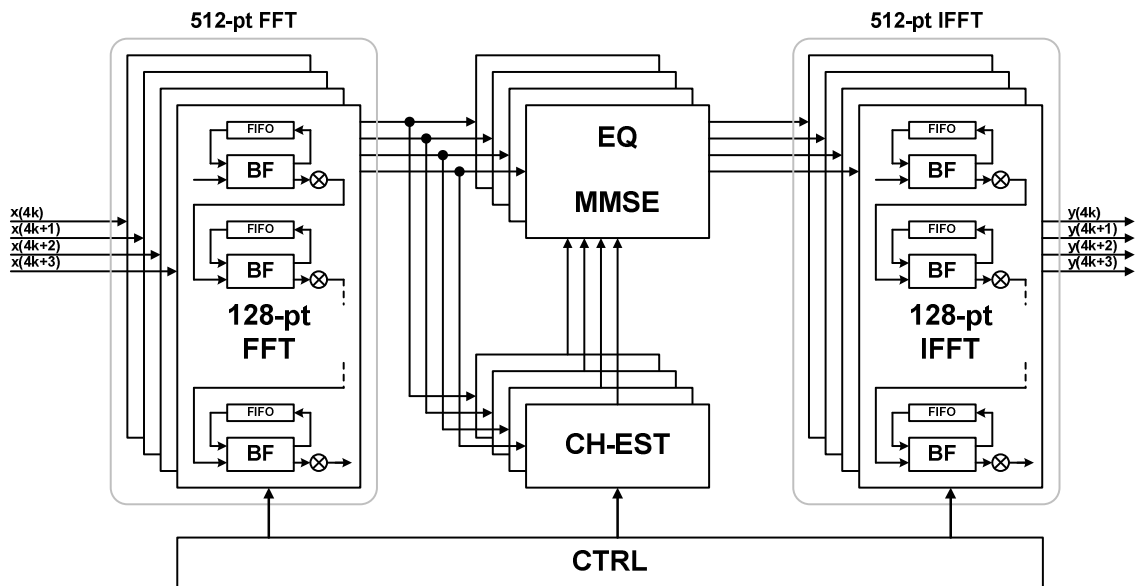 512-pt FFT
512-pt IFFT
FIFO
BF
FIFO
BF
128-pt
FFT
FIFO
BF
x(4k)
x(4k+1)
x(4k+2)
x(4k+3)
EQ
MMSE
CH-EST
FIFO
BF
FIFO
BF
128-pt
IFFT
FIFO
BF
y(4k)
y(4k+1)
y(4k+2)
y(4k+3)
CTRL